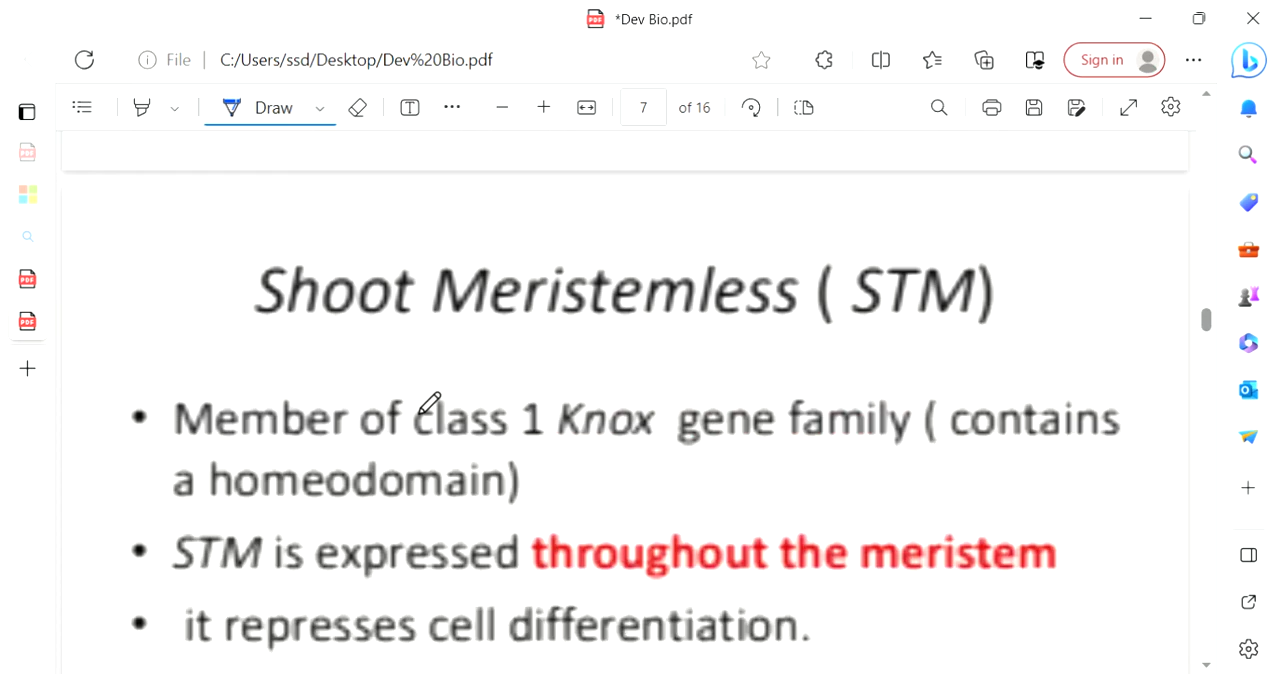 *Dev Bio.pdf
File
C:/Users/ssd/Desktop/Dev%20Bio.pdf
Sign in
Draw
7 of 16
Shoot Meristemless ( STM)
• Member of class 1 Knox gene family ( contains
a homeodomain)
• STM is expressed throughout the meristem
• it represses cell differentiation.